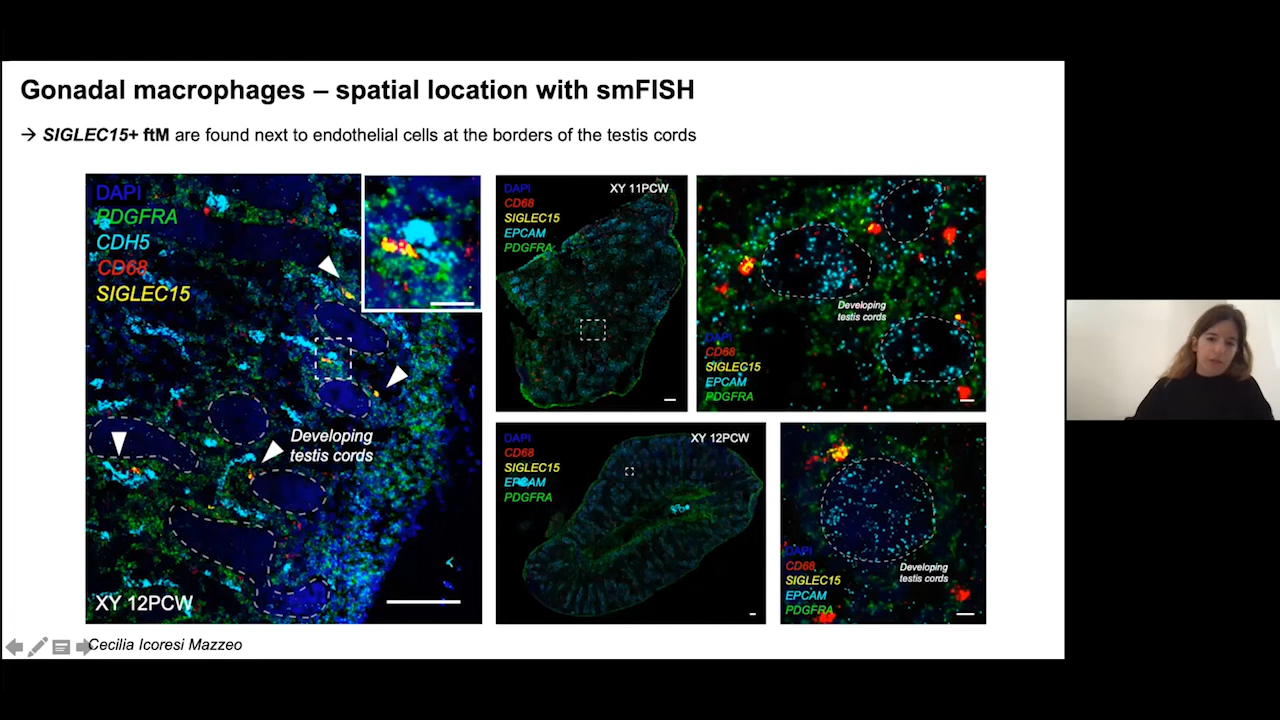 Gonadal macrophages – spatial location with smFISH
→ SIGLEC15+ ftM are found next to endothelial cells at the borders of the testis cords
DAPI
PDGFRA
CDH5
CD68
SIGLEC15
Developing
testis cords
XY 12PCW
DAPI
XY 11PCW
CD68
SIGLEC15
EPCAM
PDGFRA
Developing
testis cords
DAPI
CD68
SIGLEC15
EPCAM
PDGFRA
DAPI
XY 12PCW
CD68
SIGLEC15
EPCAM
PDGFRA
DAPI
CD68
SIGLEC15
EPCAM
PDGFRA
Developing
testis cords
Cecilia Icoresi Mazzeo